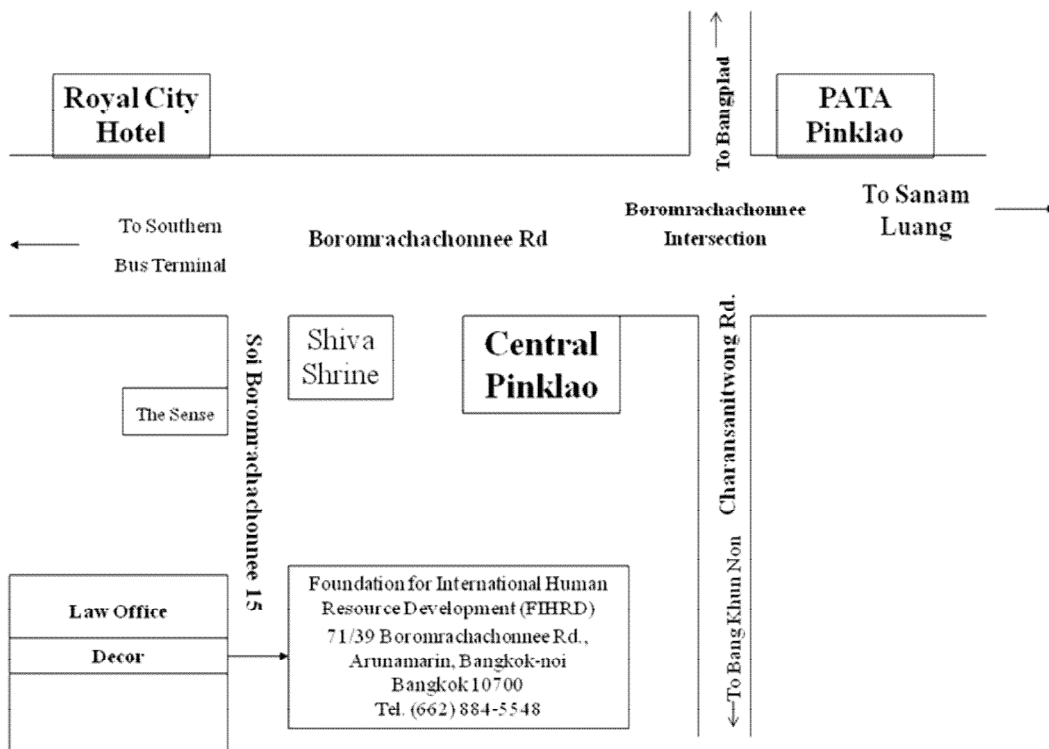 Royal City
Hotel
To Bangplad
PATA
Pinklao
To Southern
Bus Terminal
Boromrachachonnee Rd
Boromrachachonnee
Intersection
To Sanam
Luang
Soi Boromrachachonnee 15
Shiva
Shrine
Central
Pinklao
Charansanitwong Rd.
The Sense
Law Office
Decor
Foundation for International Human
Resource Development (FIHRD)
71/39 Boromrachachonnee Rd.,
Arunamarin, Bangkok-noi
Bangkok 10700
Tel. (662) 884-5548
To Bang Khun Non